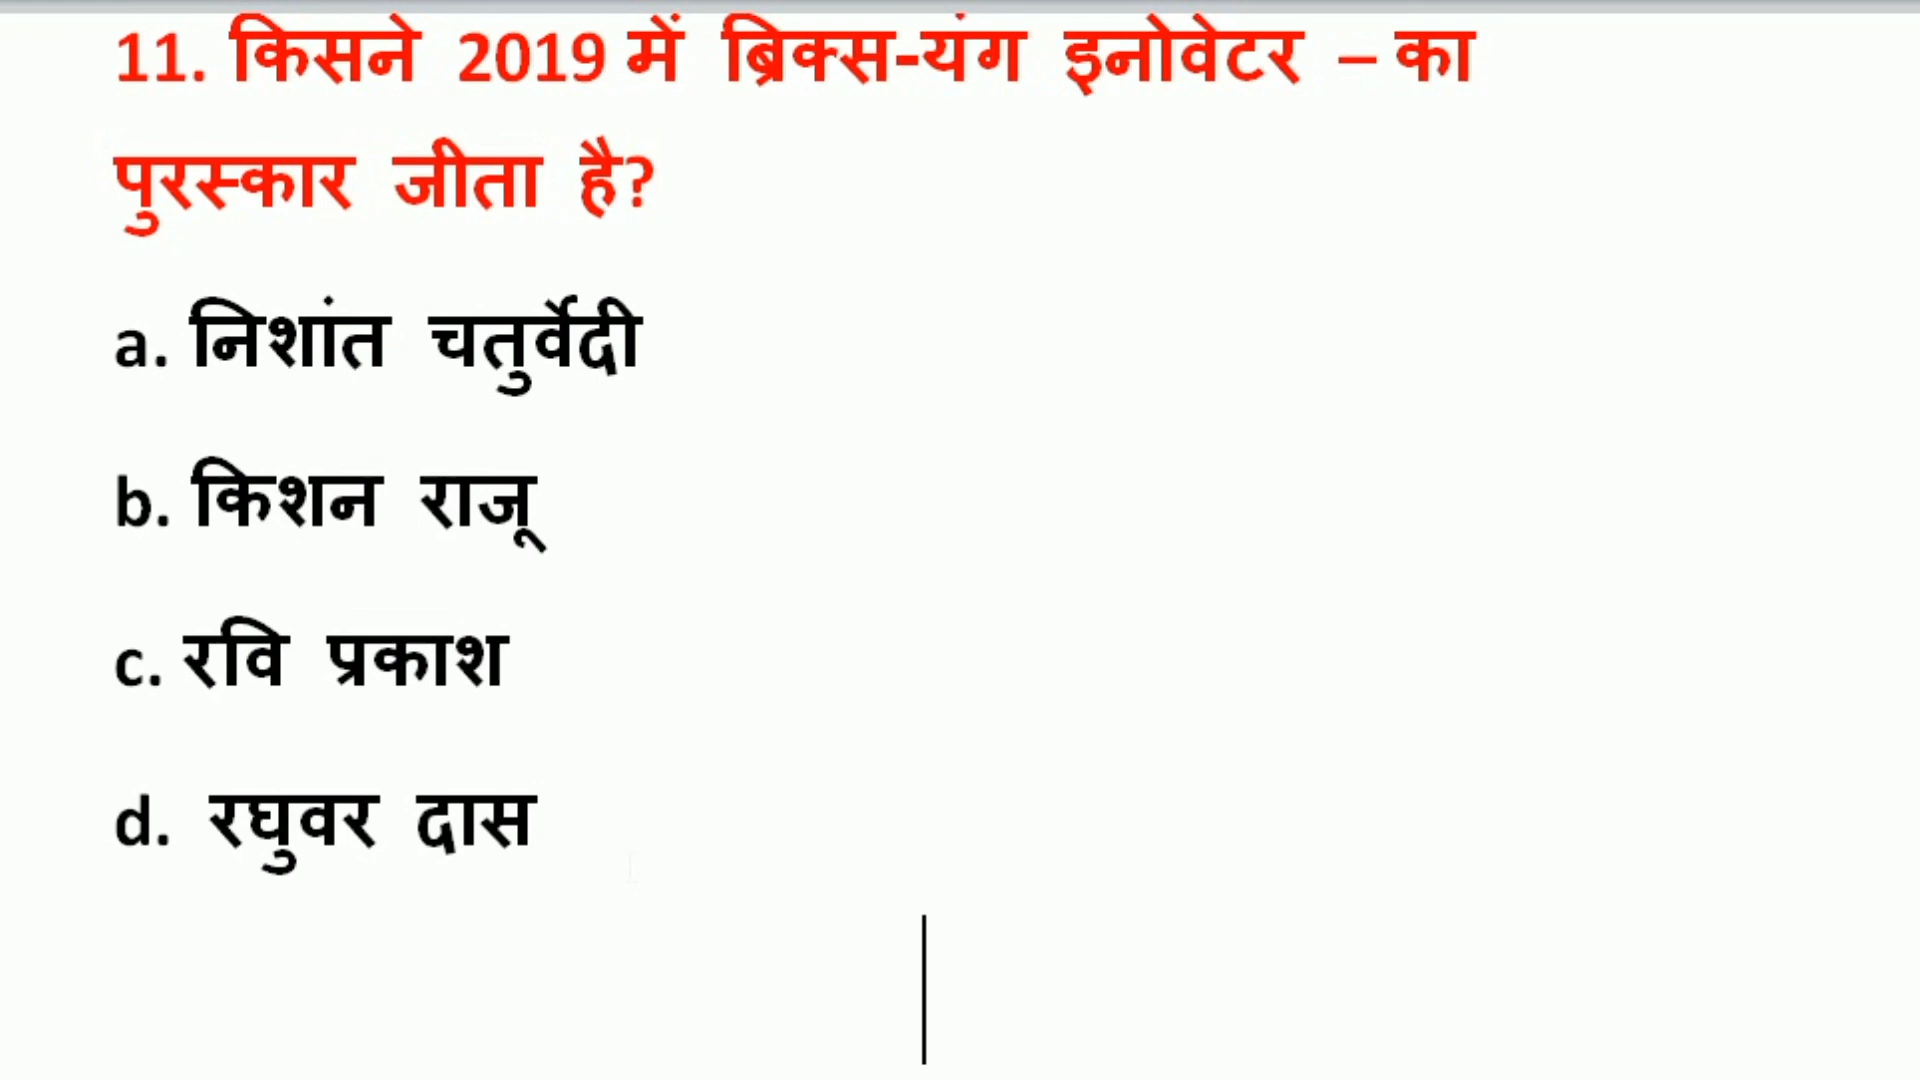 11. किसने 2019 में ब्रिक्स-यंग इनोवेटर – का
पुरस्कार जीता है?
a. निशांत चतुर्वेदी
b. किशन राजू
c. रवि प्रकाश
d. रघुवर दास